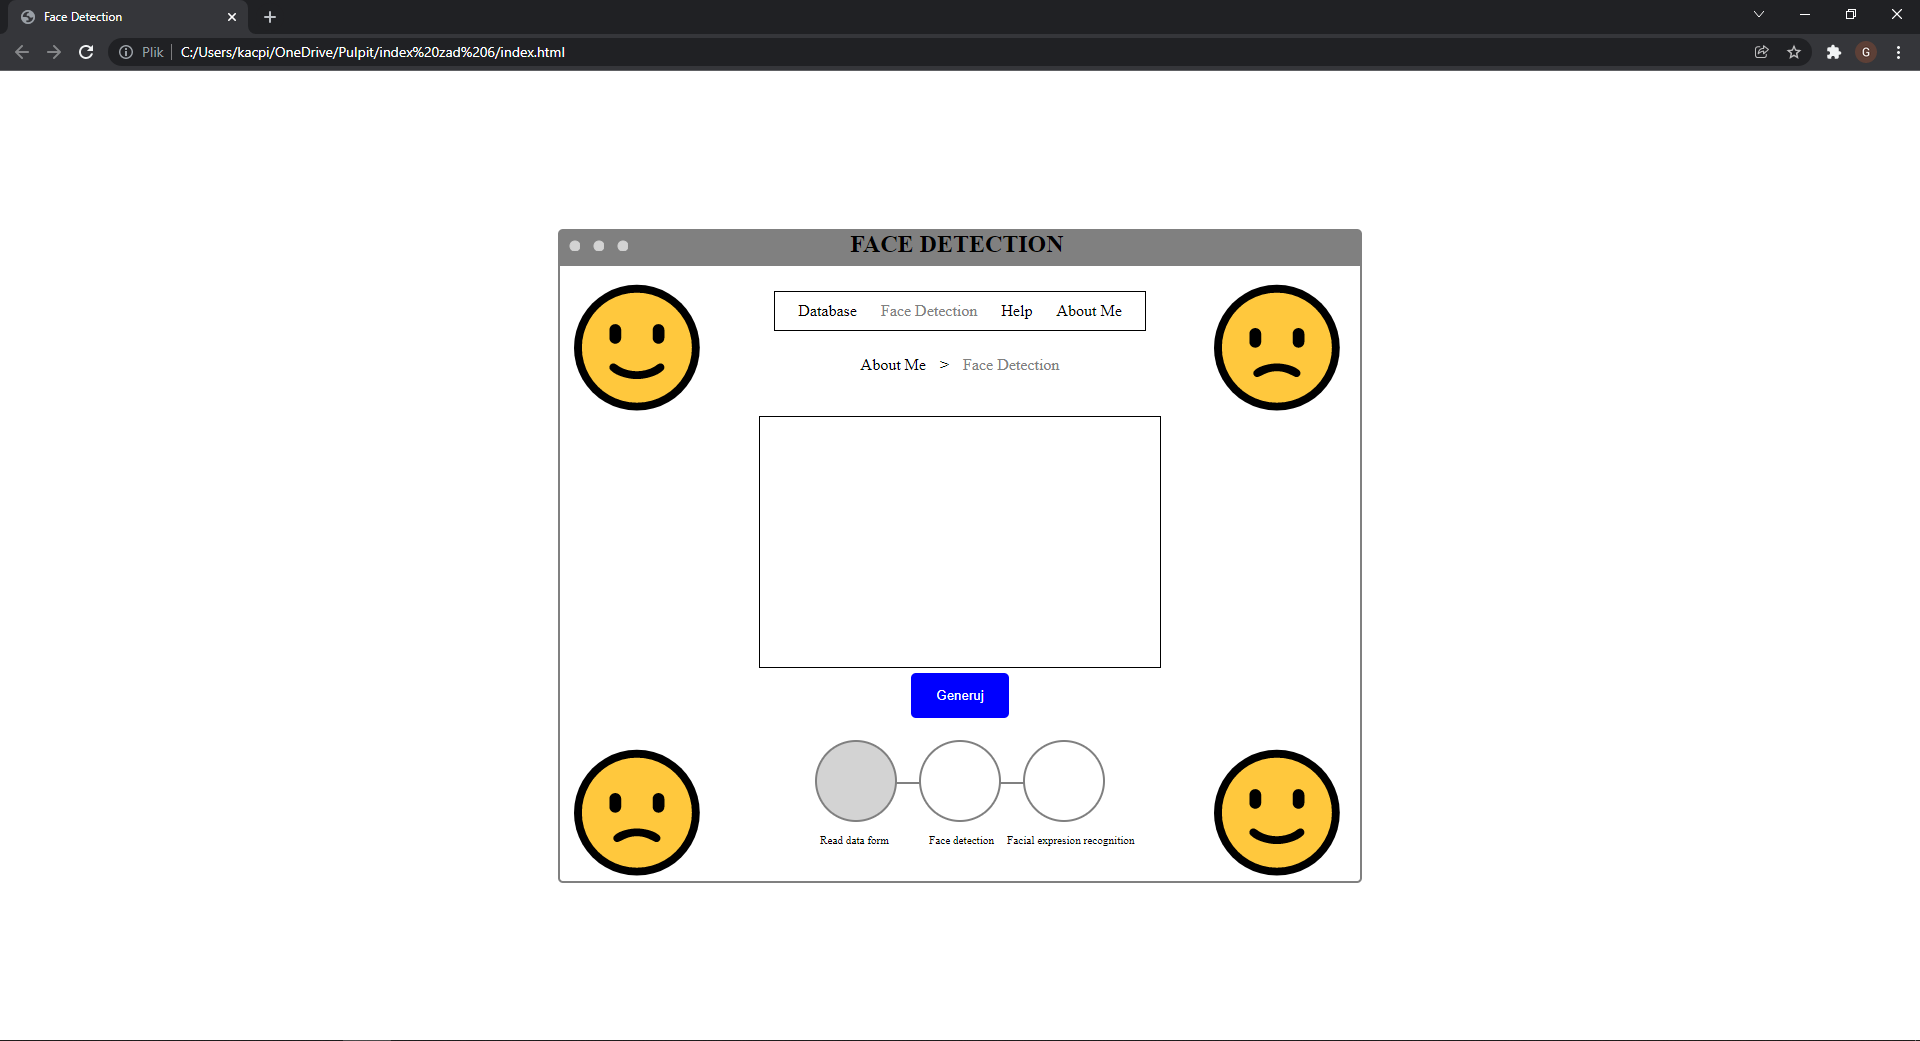 Face Detection
Plik C:/Users/kacpi/OneDrive/Pulpit/index%20zad%206/index.html
G
FACE DETECTION
Database Face Detection Help About Me
About Me > Face Detection
Generuj
Read data form Face detection Facial expresion recognition